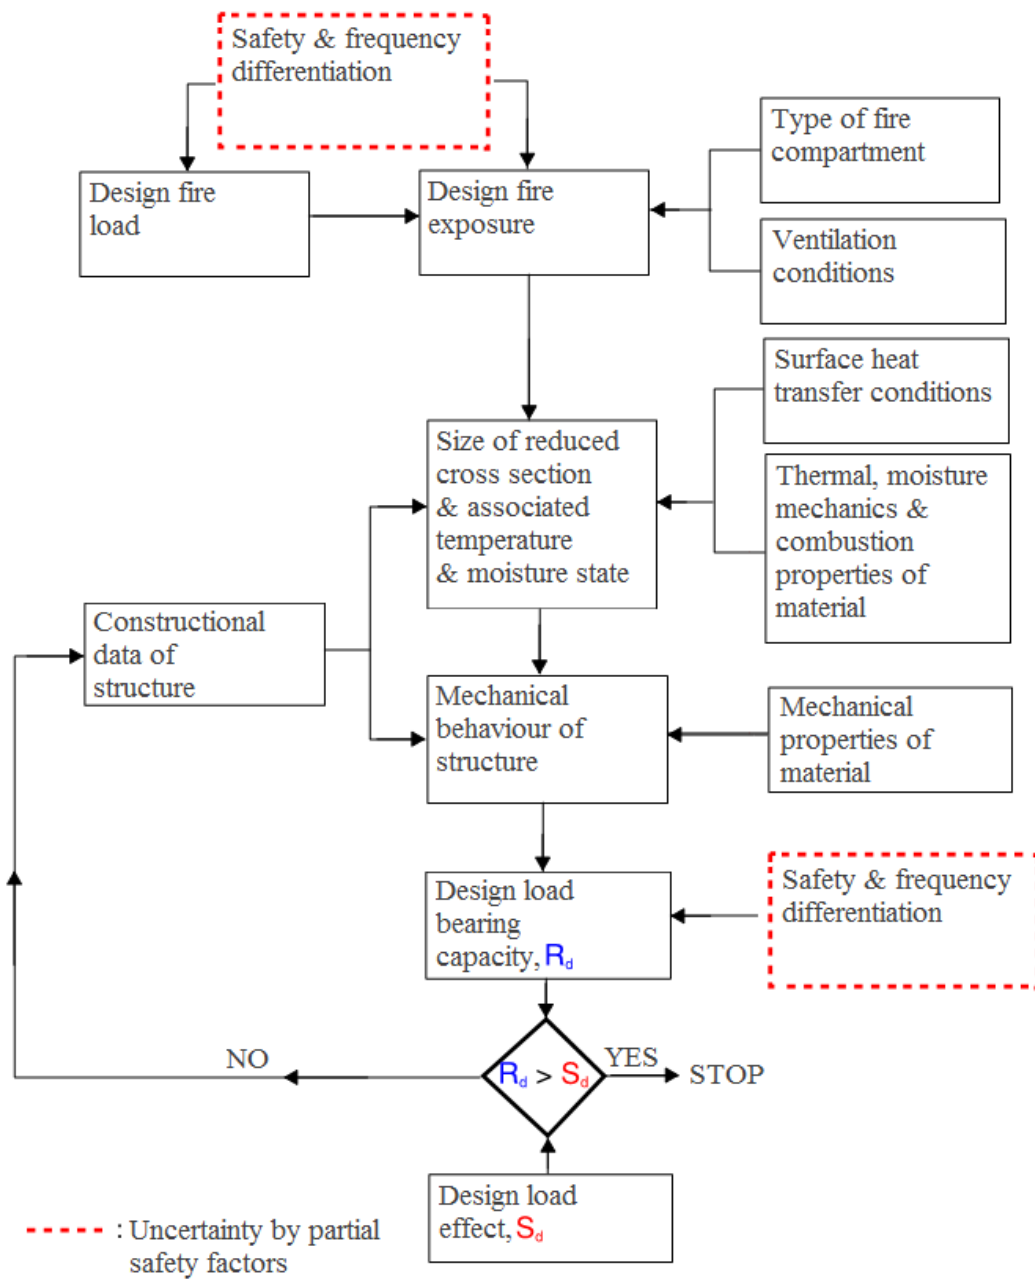 Safety & frequency
differentiation
Design fire
load
Design fire
exposure
Type of fire
compartment
Ventilation
conditions
Surface heat
transfer conditions
Size of reduced
cross section
& associated
temperature
& moisture state
Thermal, moisture
mechanics &
combustion
properties of
material
Constructional
data of
structure
Mechanical
behaviour of
structure
Mechanical
properties of
material
Design load
bearing
capacity, Rd
Safety & frequency
differentiation
NO
Rd > Sd
YES
STOP
Design load
effect, Sd
: Uncertainty by partial
safety factors